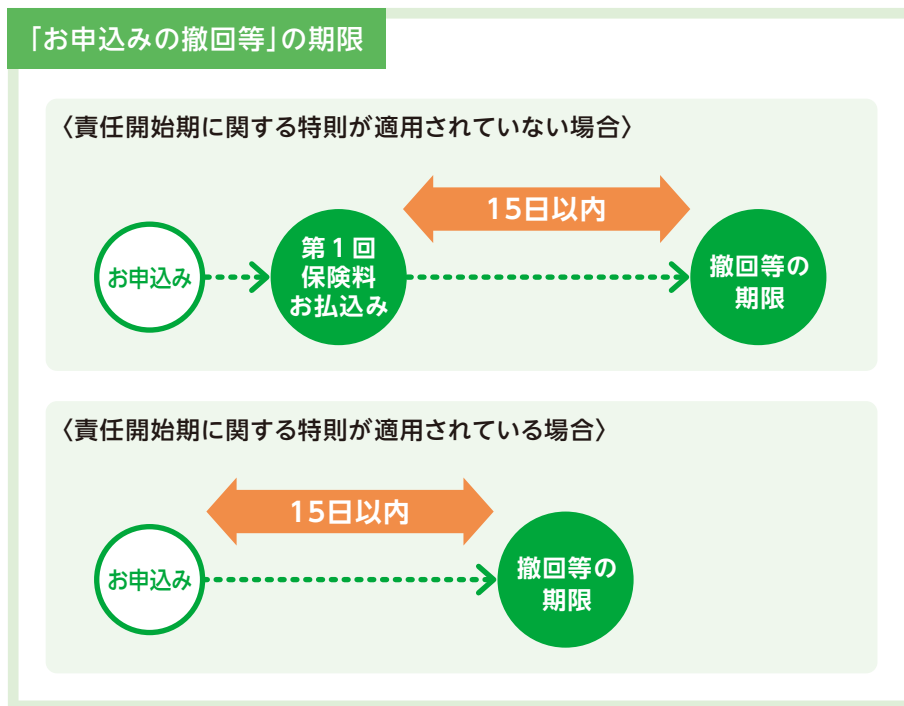 「お申込みの撤回等」の期限
〈責任開始期に関する特則が適用されていない場合〉
15日以内
お申込み
第1回
保険料
お払込み
撤回等の
期限
〈責任開始期に関する特則が適用されている場合〉
15日以内
お申込み
撤回等の
期限